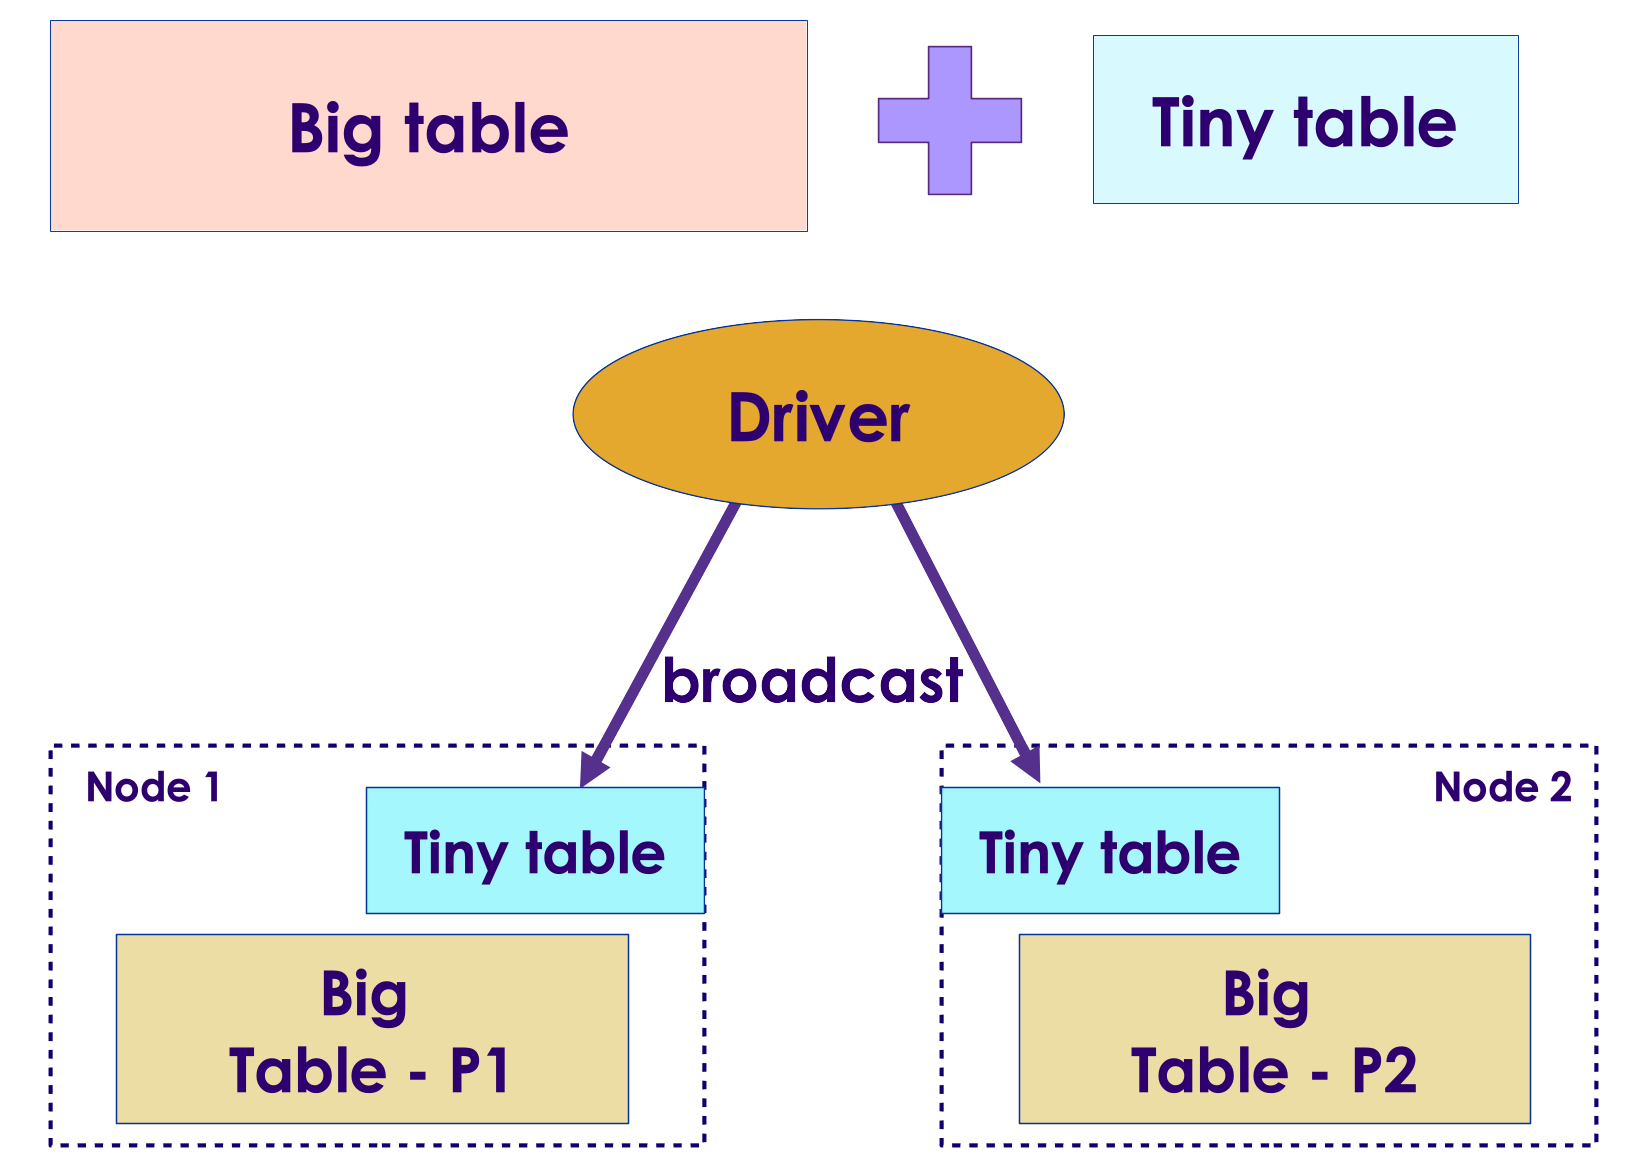 Big table
Tiny table
Driver
broadcast
Node 1
Tiny table
Big
Table - P1
Node 2
Tiny table
Big
Table - P2